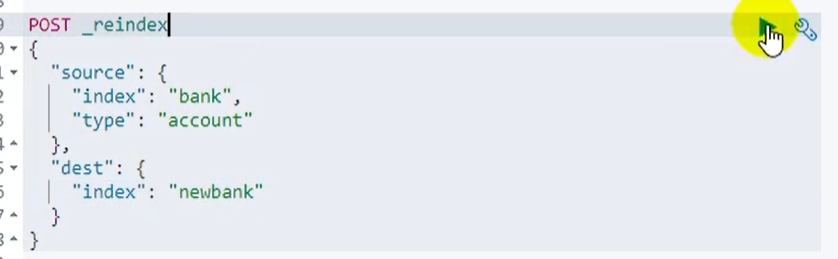 POST _reindex
{
"source": {
"index": "bank",
"type": "account"
},
"dest": {
"index": "newbank"
}
}